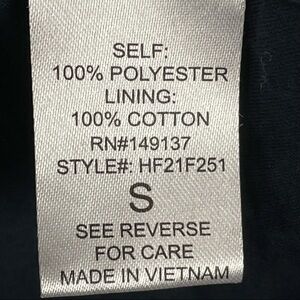 SELF:
100% POLYESTER
LINING:
100% COTTON
RN#149137
STYLE#: HF21F251
S
SEE REVERSE
FOR CARE
MADE IN VIETNAM